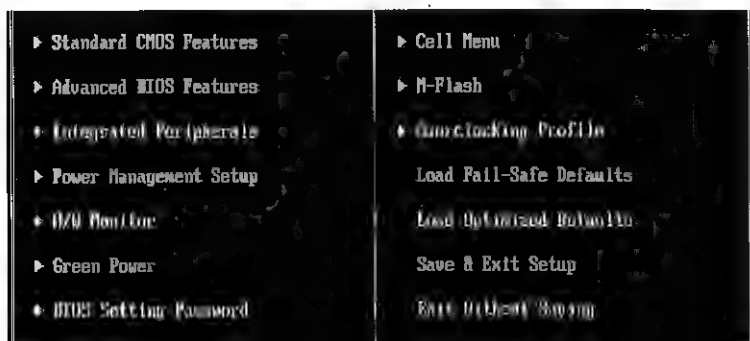 Standard CMOS Features
Advanced BIOS Features
Integrated Peripherals
Power Management Setup
H/W Monitor
Green Power
BIOS Setting Password
Cell Menu
M-Flash
Overclocking Profile
Load Fail-Safe Defaults
Load Optimized Defaults
Save & Exit Setup
Exit Without Saving